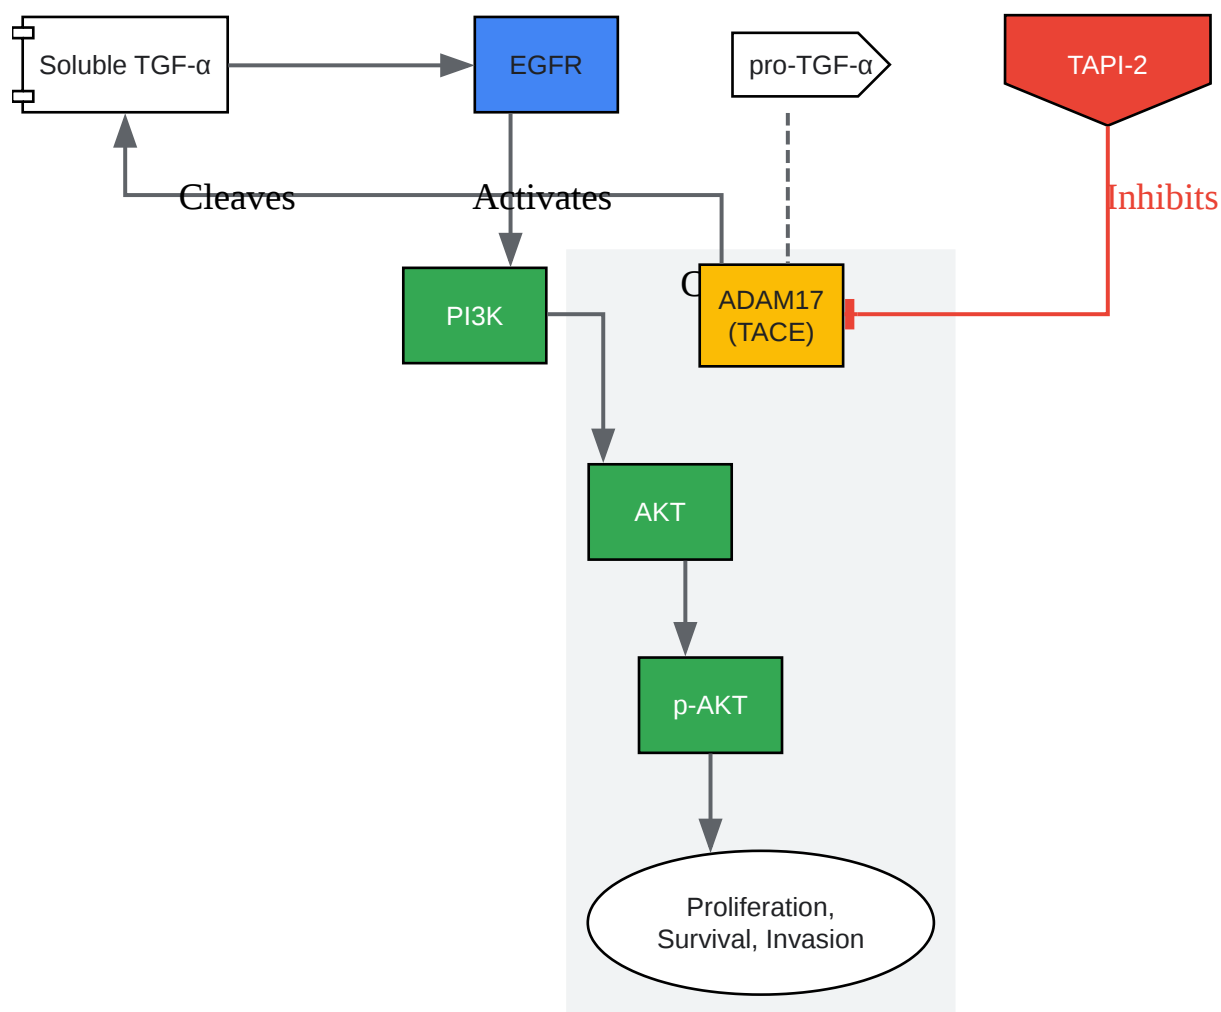 Soluble TGF-α
EGFR
pro-TGF-α
TAPI-2
Cleaves
Activates
Inhibits
PI3K
ADAM17
(TACE)
AKT
p-AKT
Proliferation,
Survival, Invasion